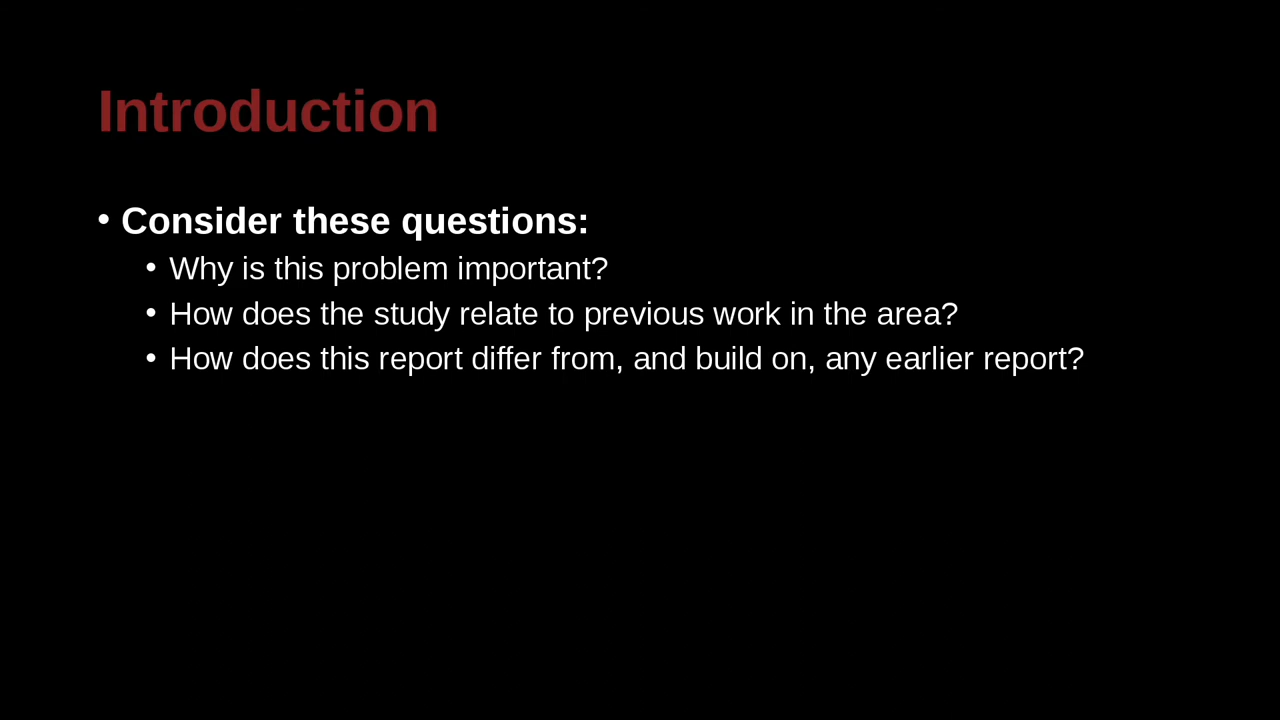 Introduction
• Consider these questions:
• Why is this problem important?
• How does the study relate to previous work in the area?
• How does this report differ from, and build on, any earlier report?